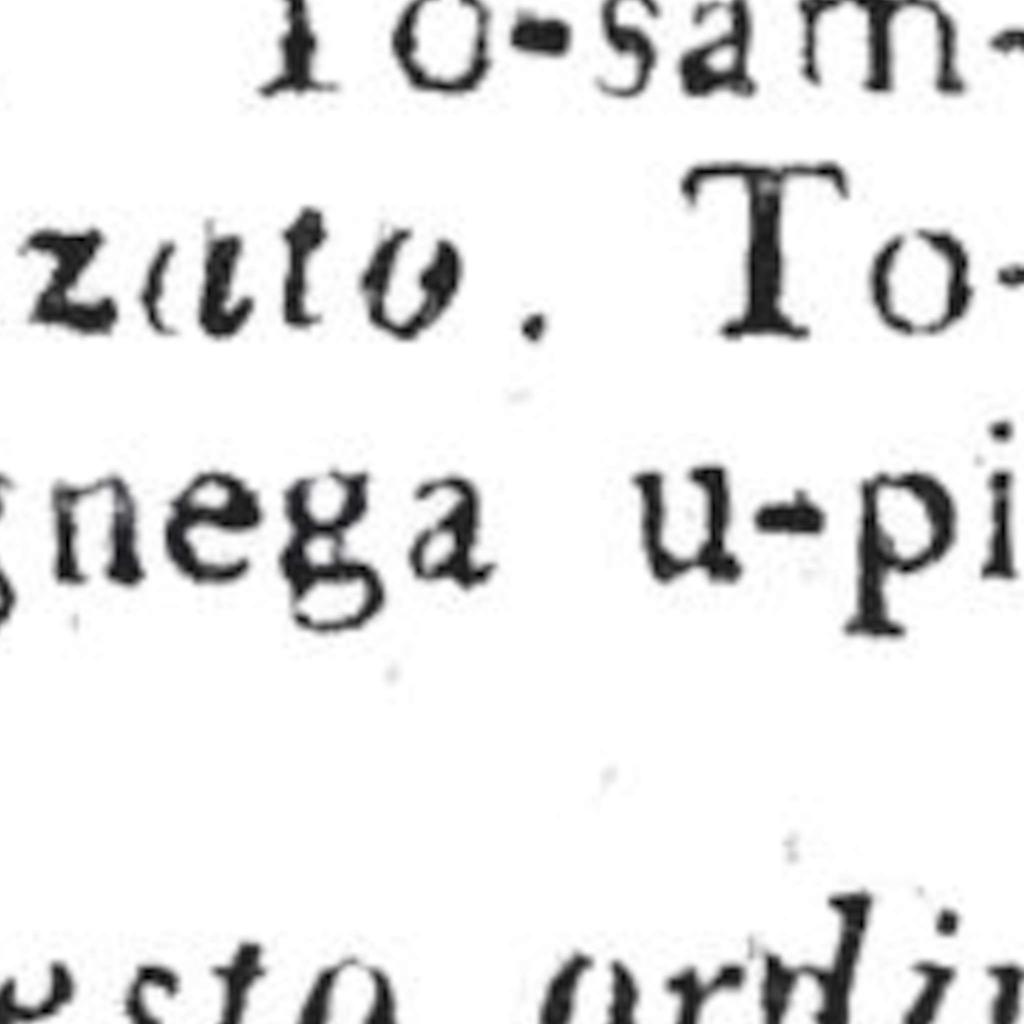 To-sam-
zato. To-
gnega u-pi
esto ordin